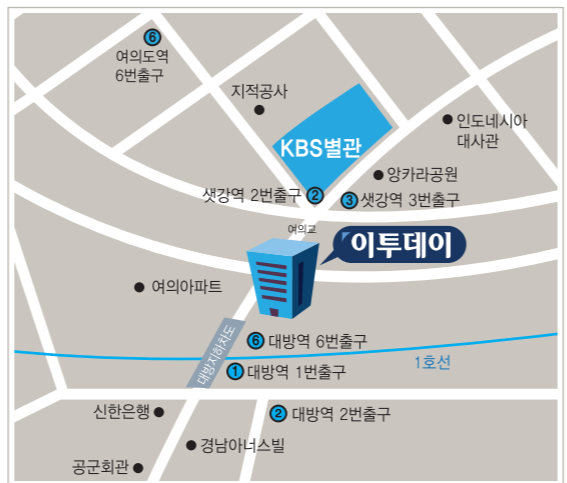 6
여의도역
6번출구
지적공사
KBS별관
인도네시아
대사관
앙카라공원
샛강역 2번출구 2
3 샛강역 3번출구
여의교
이투데이
여의아파트
대방지하차도
6 대방역 6번출구
1호선
1 대방역 1번출구
신한은행
2 대방역 2번출구
경남아너스빌
공군회관